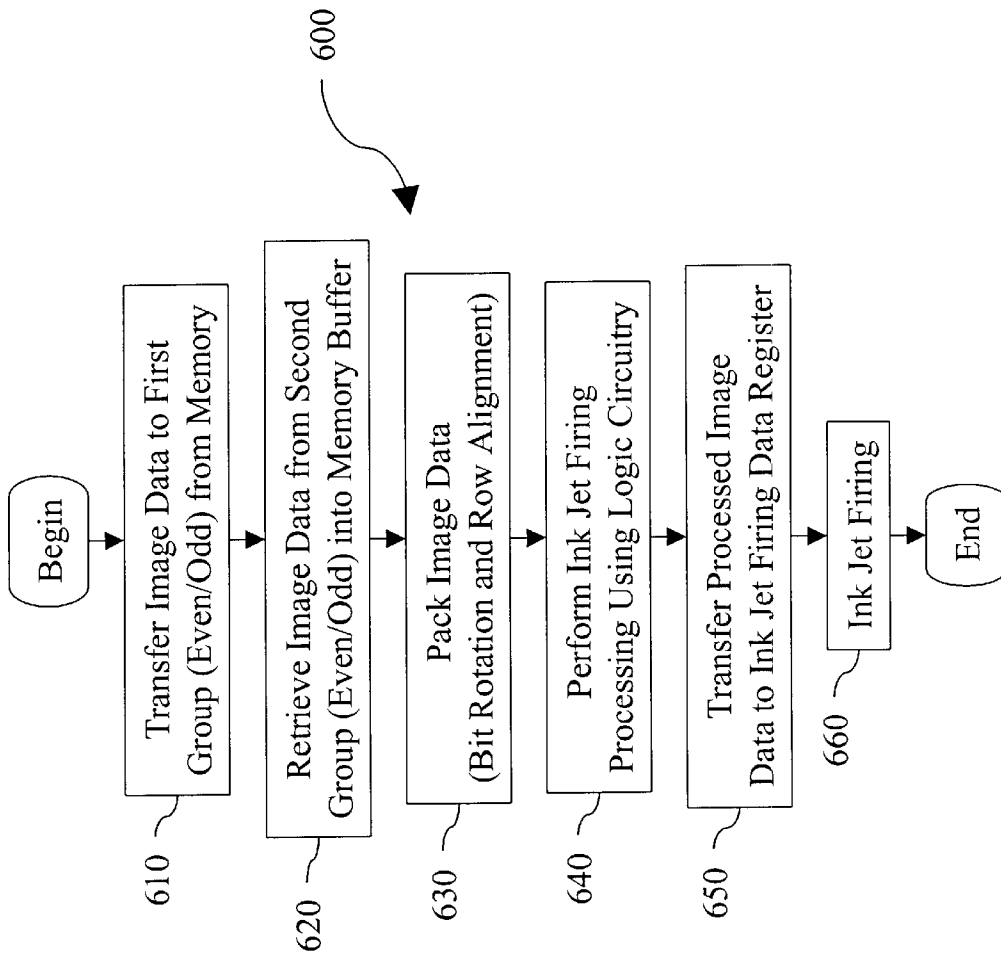 Begin
610
Transfer Image Data to First
Group (Even/Odd) from Memory
600
620
Retrieve Image Data from Second
Group (Even/Odd) into Memory Buffer
630
Pack Image Data
(Bit Rotation and Row Alignment)
640
Perform Ink Jet Firing
Processing Using Logic Circuitry
650
Transfer Processed Image
Data to Ink Jet Firing Data Register
660
Ink Jet Firing
End